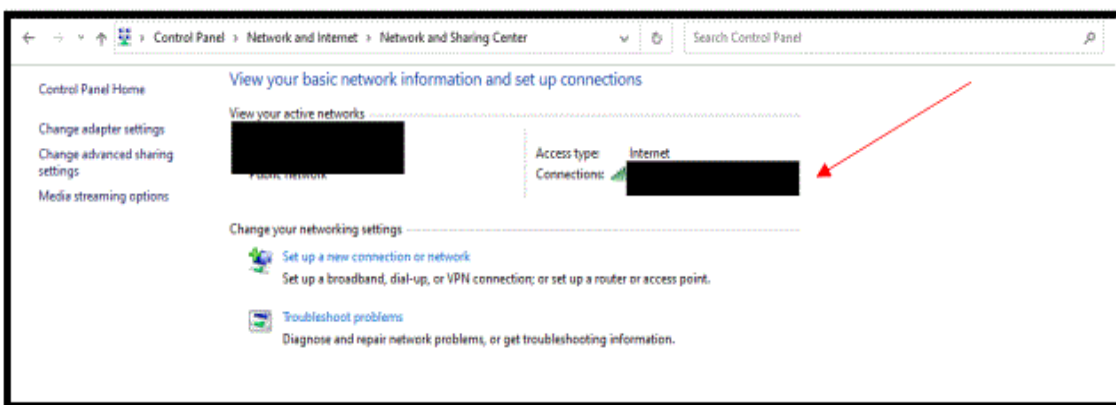 Control Panel › Network and Internet › Network and Sharing Center
Search Control Panel
Control Panel Home
Change adapter settings
Change advanced sharing
settings
Media streaming options
View your basic network information and set up connections
View your active networks
Public network
Access type: Internet
Connections:
Change your networking settings
Set up a new connection or network
Set up a broadband, dial-up, or VPN connection; or set up a router or access point.
Troubleshoot problems
Diagnose and repair network problems, or get troubleshooting information.